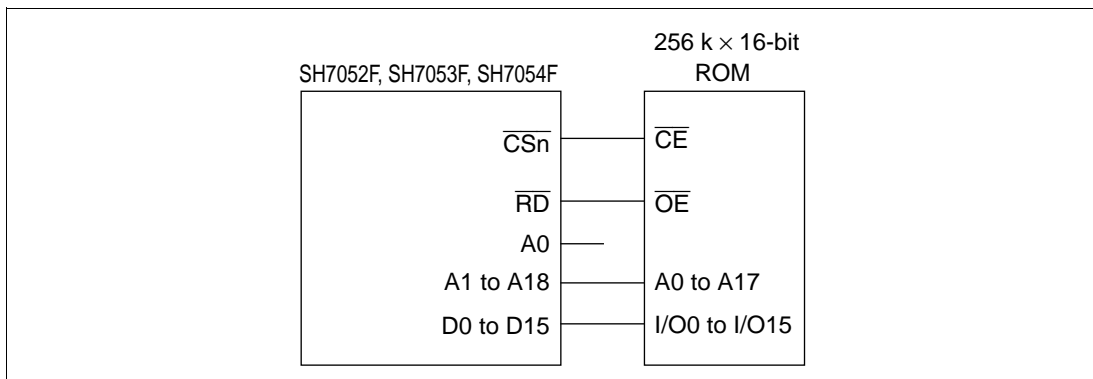 256 k × 16-bit
SH7052F, SH7053F, SH7054F ROM
CSn CE
RD OE
A0
A1 to A18 A0 to A17
D0 to D15 I/O0 to I/O15